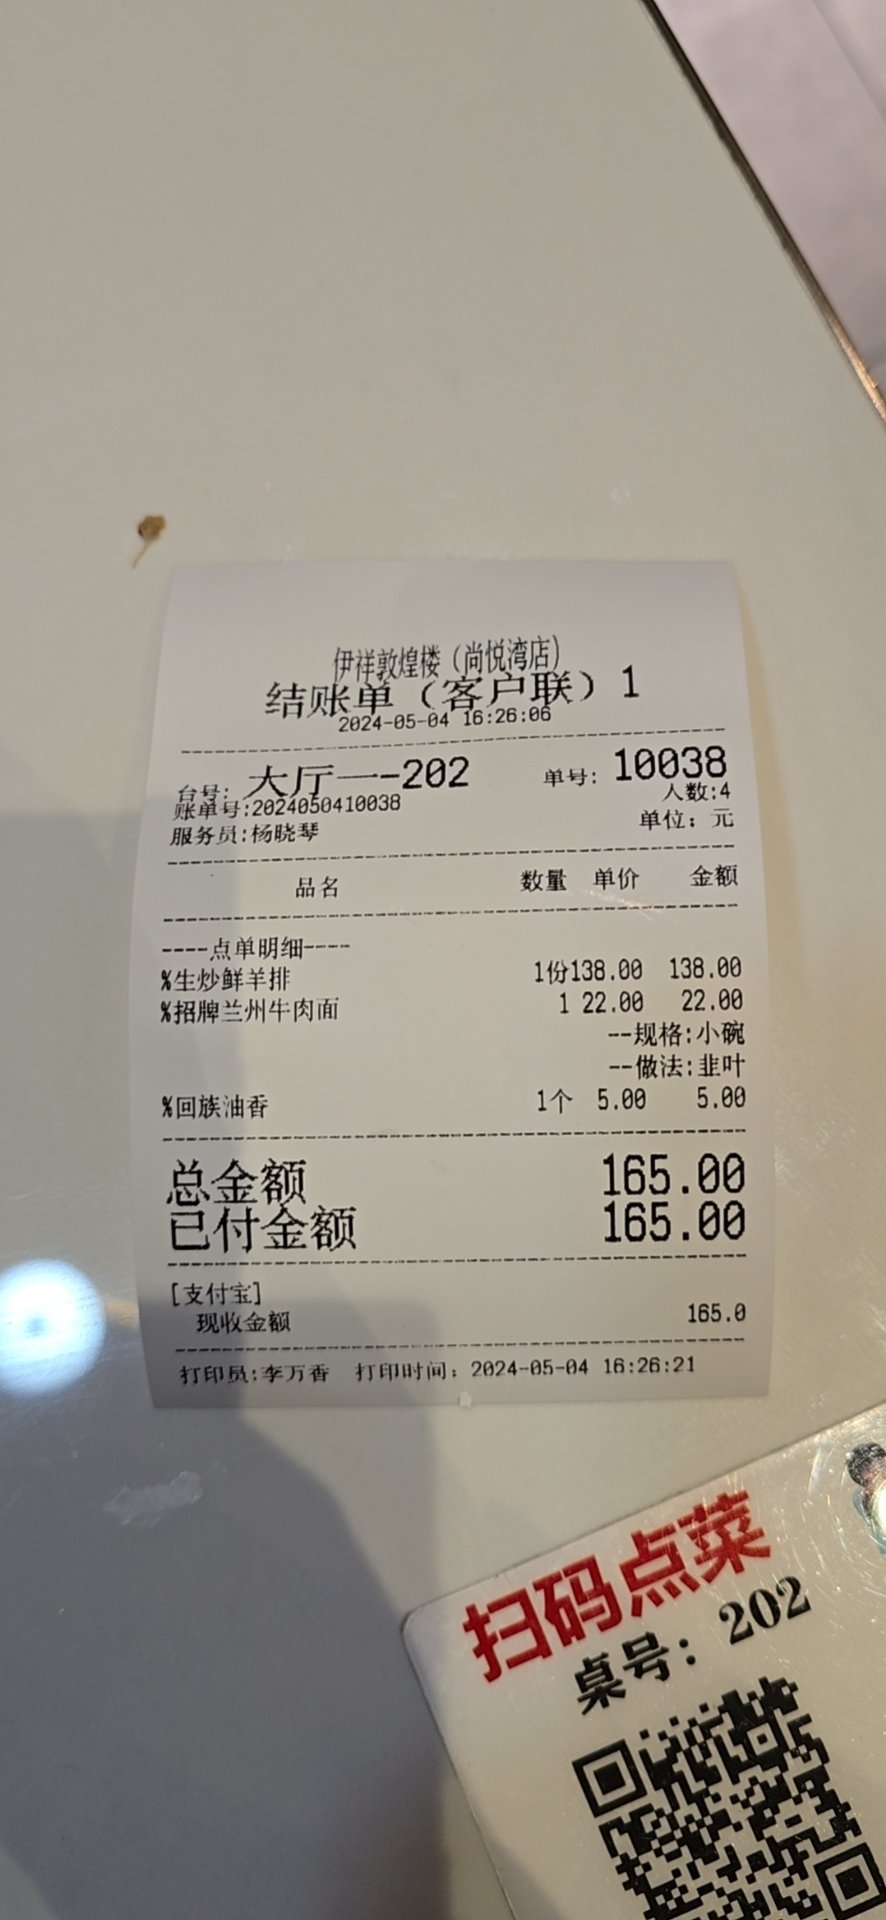 伊祥敦煌楼（尚悦湾店）
结账单（客户联）1
2024-05-04 16:26:06
台号: 大厅一-202 单号: 10038
账单号:2024050410038 人数:4
服务员:杨晓琴 单位: 元
品名 数量 单价 金额
----点单明细----
%生炒鲜羊排 1份138.00 138.00
%招牌兰州牛肉面 1 22.00 22.00
--规格:小碗
--做法:韭叶
%回族油香 1个 5.00 5.00
总金额 165.00
已付金额 165.00
[支付宝]
现收金额 165.0
打印员:李万香 打印时间: 2024-05-04 16:26:21
扫码点菜
桌号: 202